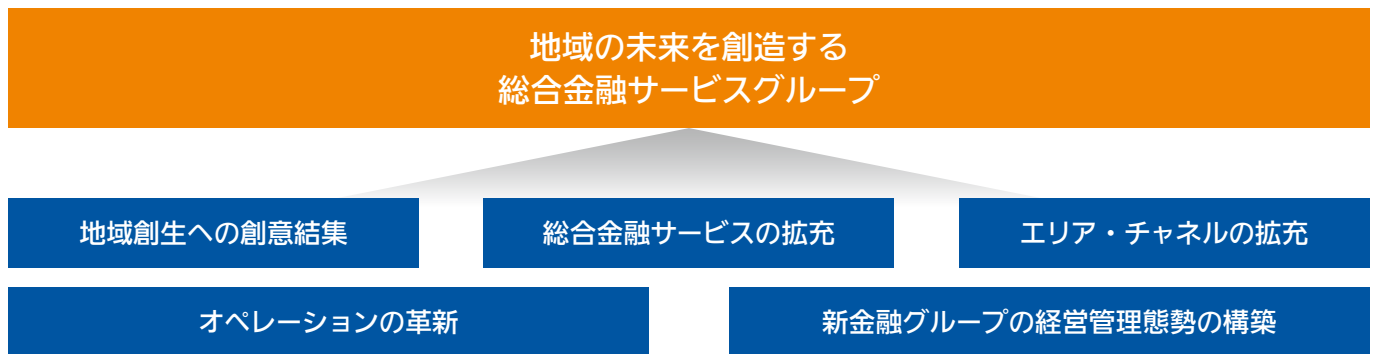 地域の未来を創造する
総合金融サービスグループ
地域創生への創意結集
総合金融サービスの拡充
エリア・チャネルの拡充
オペレーションの革新
新金融グループの経営管理態勢の構築